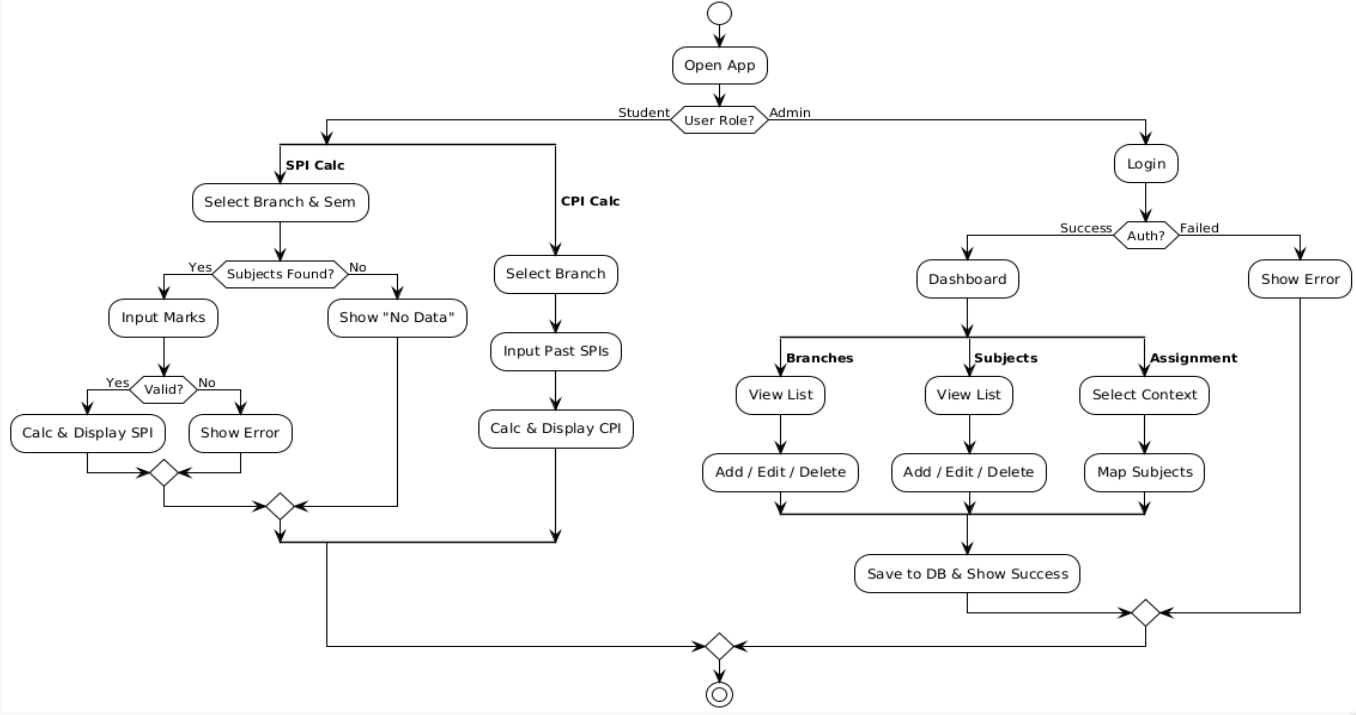 Open App
Student
User Role?
Admin
SPI Calc
Select Branch & Sem
Yes
Subjects Found?
No
Input Marks
Show "No Data"
Yes
Valid?
No
Calc & Display SPI
Show Error
CPI Calc
Select Branch
Input Past SPIs
Calc & Display CPI
Login
Success
Auth?
Failed
Dashboard
Show Error
Branches
View List
Add / Edit / Delete
Subjects
View List
Add / Edit / Delete
Assignment
Select Context
Map Subjects
Save to DB & Show Success